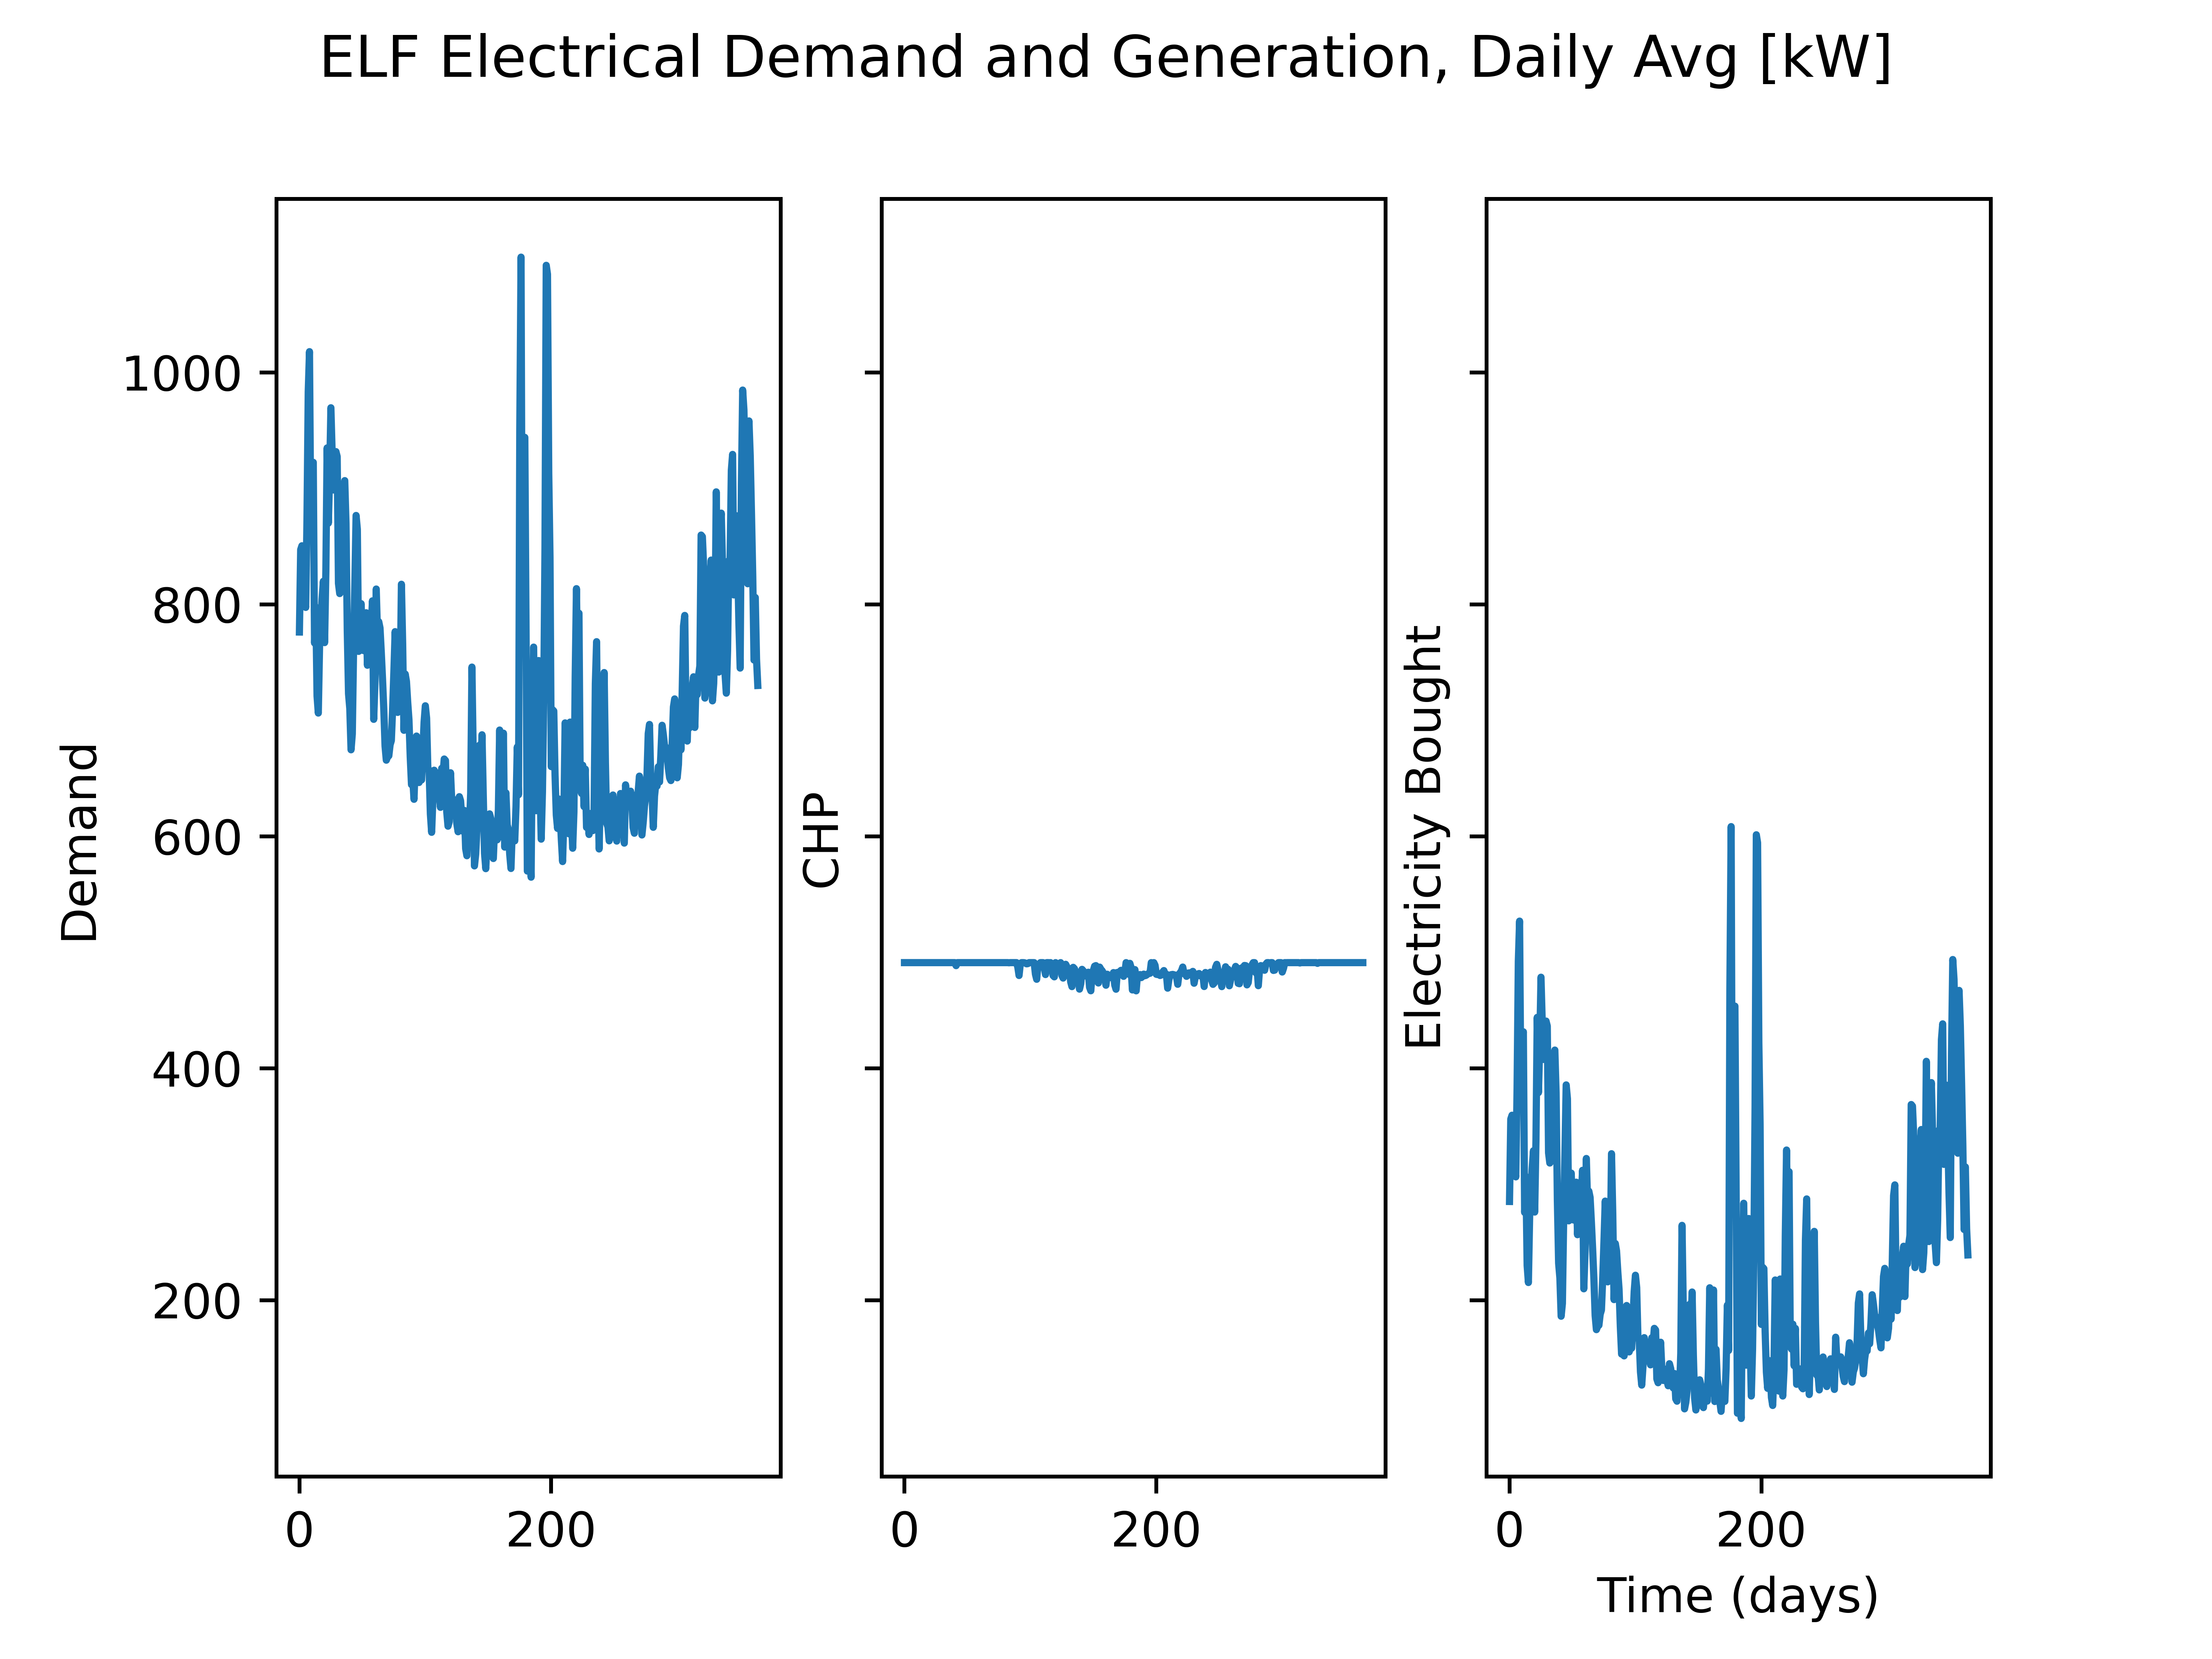 ELF Electrical Demand and Generation, Daily Avg [kW]
Demand
1000
800
600
400
200
0 200
CHP
0 200
Electricity Bought
0 200
Time (days)